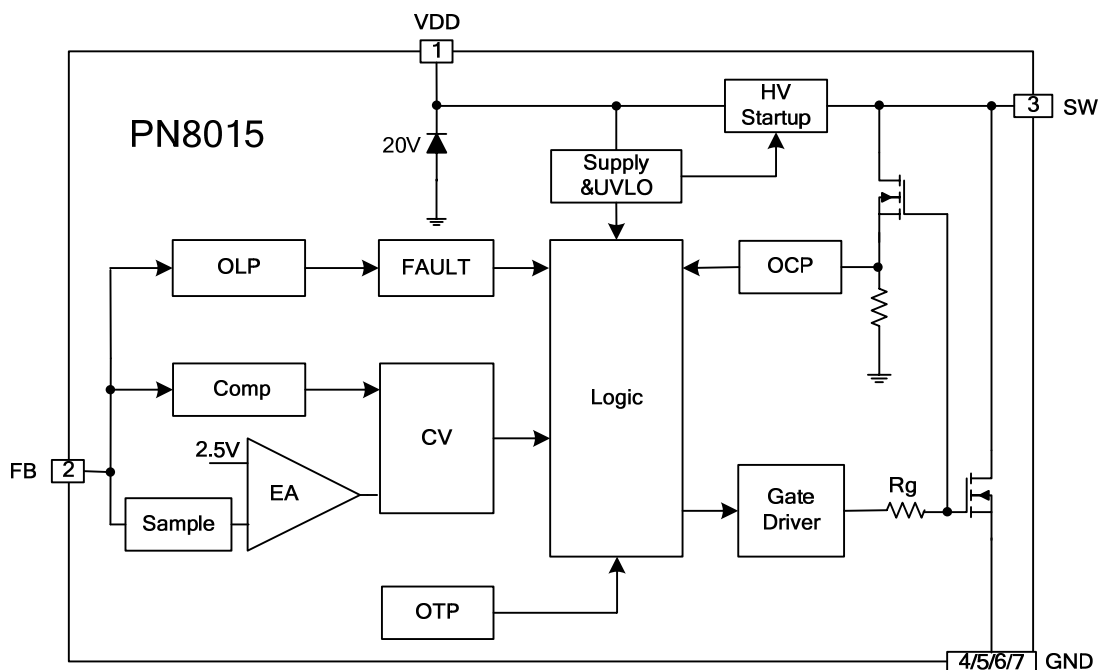 VDD
1
HV
Startup
3
SW
PN8015
20V
Supply
&UVLO
OLP
FAULT
OCP
Comp
Logic
CV
2.5V
FB
2
EA
Sample
Gate
Driver
Rg
OTP
4/5/6/7
GND